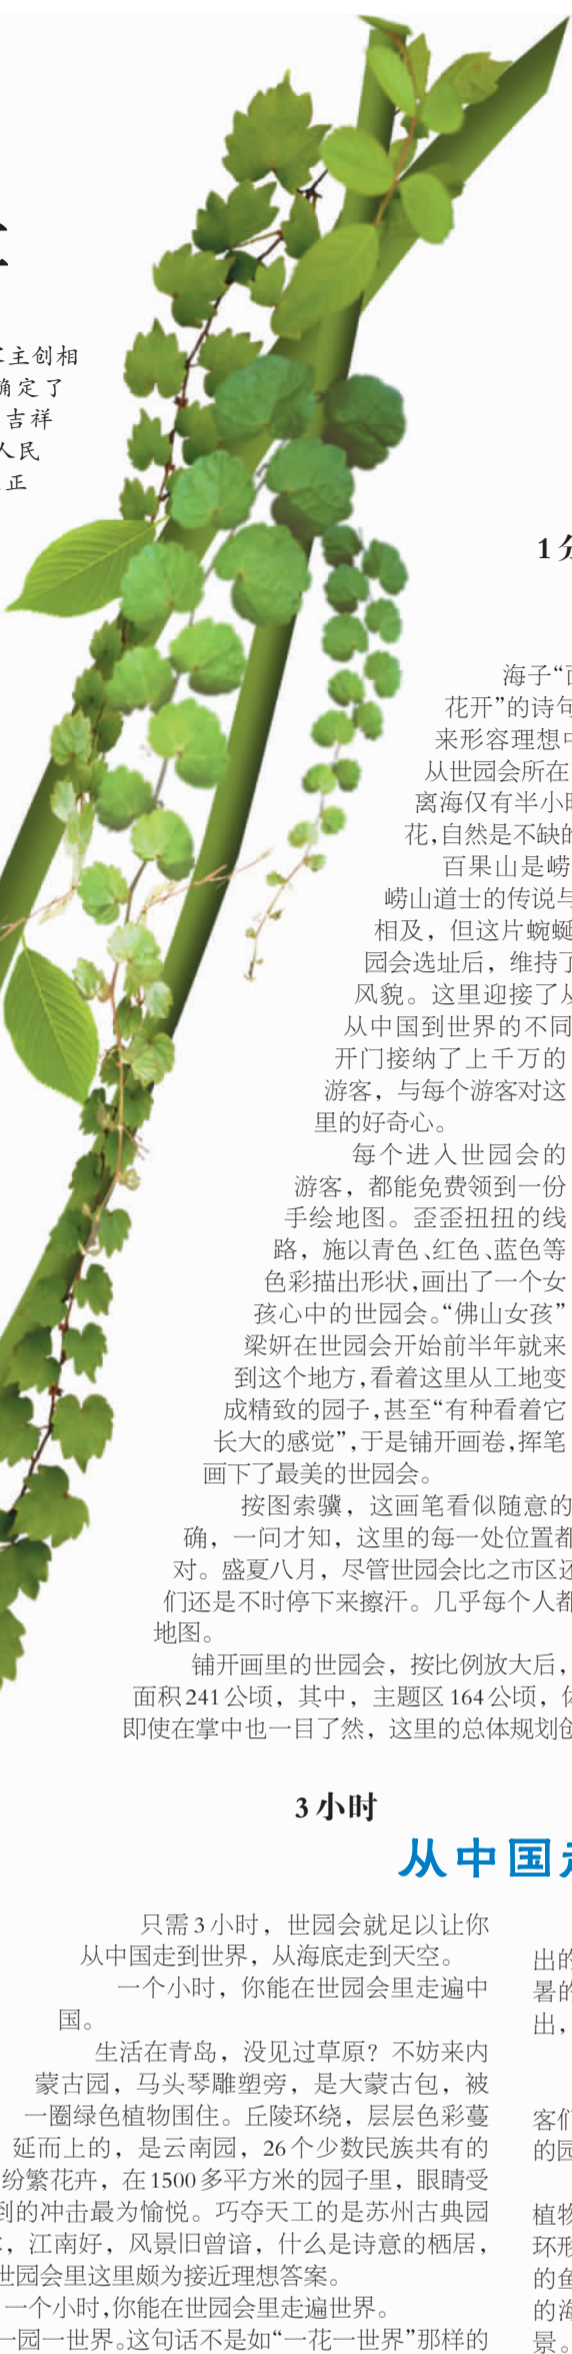 主创相
确定了
吉祥
人民
正
1分
海子“面
花开”的诗句
来形容理想中
从世园会所在
离海仅有半小时
花,自然是不缺的
百果山是崂
崂山道士的传说与
相及，但这片蜿蜒
园会选址后，维持了
风貌。这里迎接了从
从中国到世界的不同
开门接纳了上千万的
游客，与每个游客对这
里的好奇心。
每个进入世园会的
游客，都能免费领到一份
手绘地图。歪歪扭扭的线
路，施以青色、红色、蓝色等
色彩描出形状,画出了一个女
孩心中的世园会。“佛山女孩”
梁妍在世园会开始前半年就来
到这个地方,看着这里从工地变
成精致的园子,甚至“有种看着它
长大的感觉”,于是铺开画卷,挥笔
画下了最美的世园会。
按图索骥，这画笔看似随意的
确，一问才知，这里的每一处位置都
对。盛夏八月，尽管世园会比之市区还
们还是不时停下来擦汗。几乎每个人都
地图。
铺开画里的世园会，按比例放大后，
面积241公顷，其中，主题区164公顷，体
即使在掌中也一目了然，这里的总体规划创
3小时
从中国走
只需3小时，世园会就足以让你
从中国走到世界，从海底走到天空。
一个小时，你能在世园会里走遍中
国。
生活在青岛，没见过草原？不妨来内
蒙古园，马头琴雕塑旁，是大蒙古包，被
一圈绿色植物围住。丘陵环绕，层层色彩蔓
延而上的，是云南园，26个少数民族共有的
纷繁花卉，在1500多平方米的园子里，眼睛受
到的冲击最为愉悦。巧夺天工的是苏州古典园
，江南好，风景旧曾谙，什么是诗意的栖居，
世园会里这里颇为接近理想答案。
一个小时,你能在世园会里走遍世界。
一园一世界。这句话不是如“一花一世界”那样的
出的
暑的
出，
客们
的园
植物
环形
的鱼
的海
景。